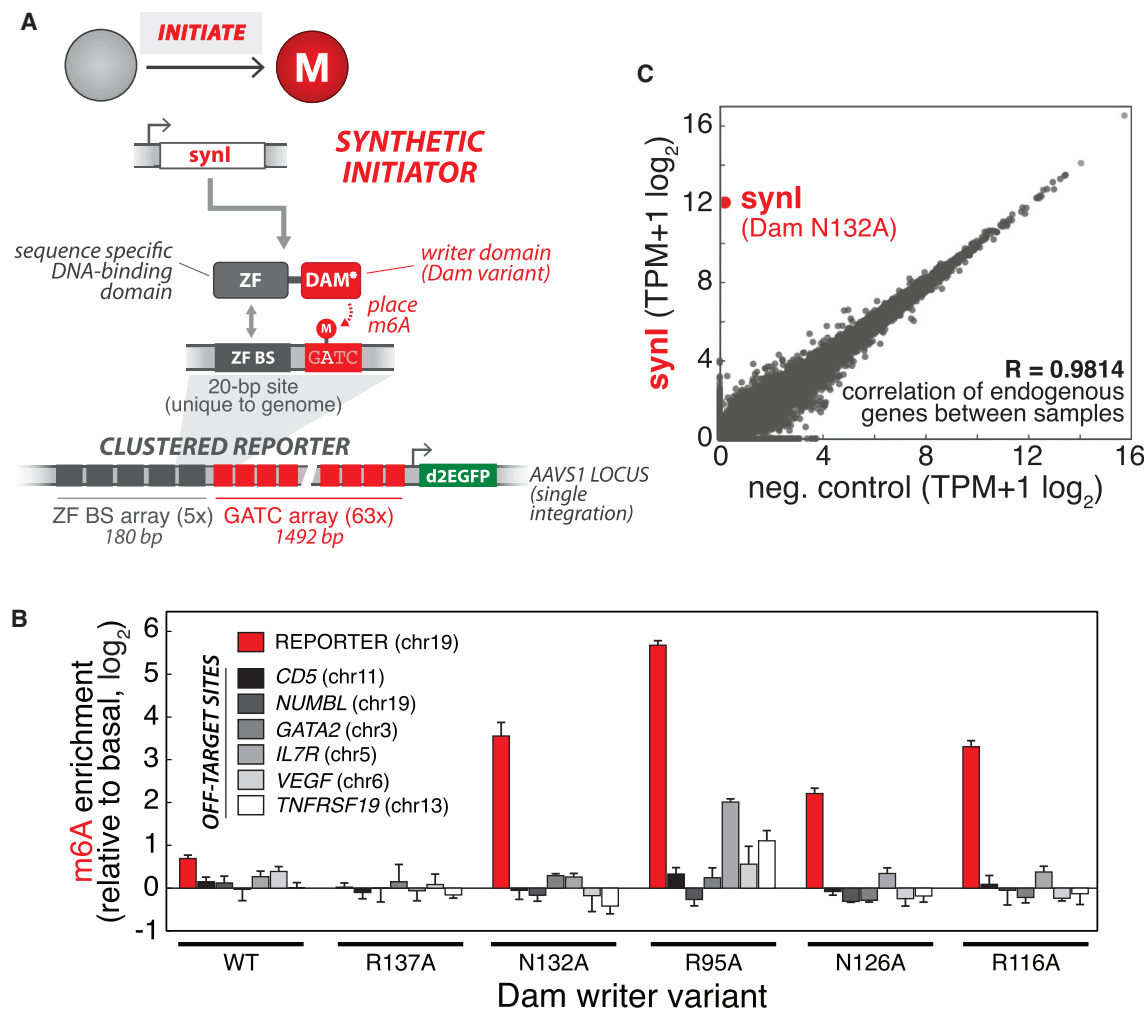 A
INITIATE
M
synI
SYNTHETIC
INITIATOR
sequence specific
DNA-binding
domain
ZF
DAM*
writer domain
(Dam variant)
place
m6A
M
ZF BS
GATC
20-bp site
(unique to genome)
CLUSTERED REPORTER
d2EGFP
AAVS1 LOCUS
(single
integration)
ZF BS array (5x)
180 bp
GATC array (63x)
1492 bp
C
synI (TPM+1 log2)
16
12
8
4
0
synI
(Dam N132A)
R = 0.9814
correlation of endogenous
genes between samples
0 4 8 12 16
neg. control (TPM+1 log2)
B
m6A enrichment
(relative to basal, log2)
6
5
4
3
2
1
0
-1
REPORTER (chr19)
OFF-TARGET SITES
CD5 (chr11)
NUMBL (chr19)
GATA2 (chr3)
IL7R (chr5)
VEGF (chr6)
TNFRSF19 (chr13)
WT R137A N132A R95A N126A R116A
Dam writer variant